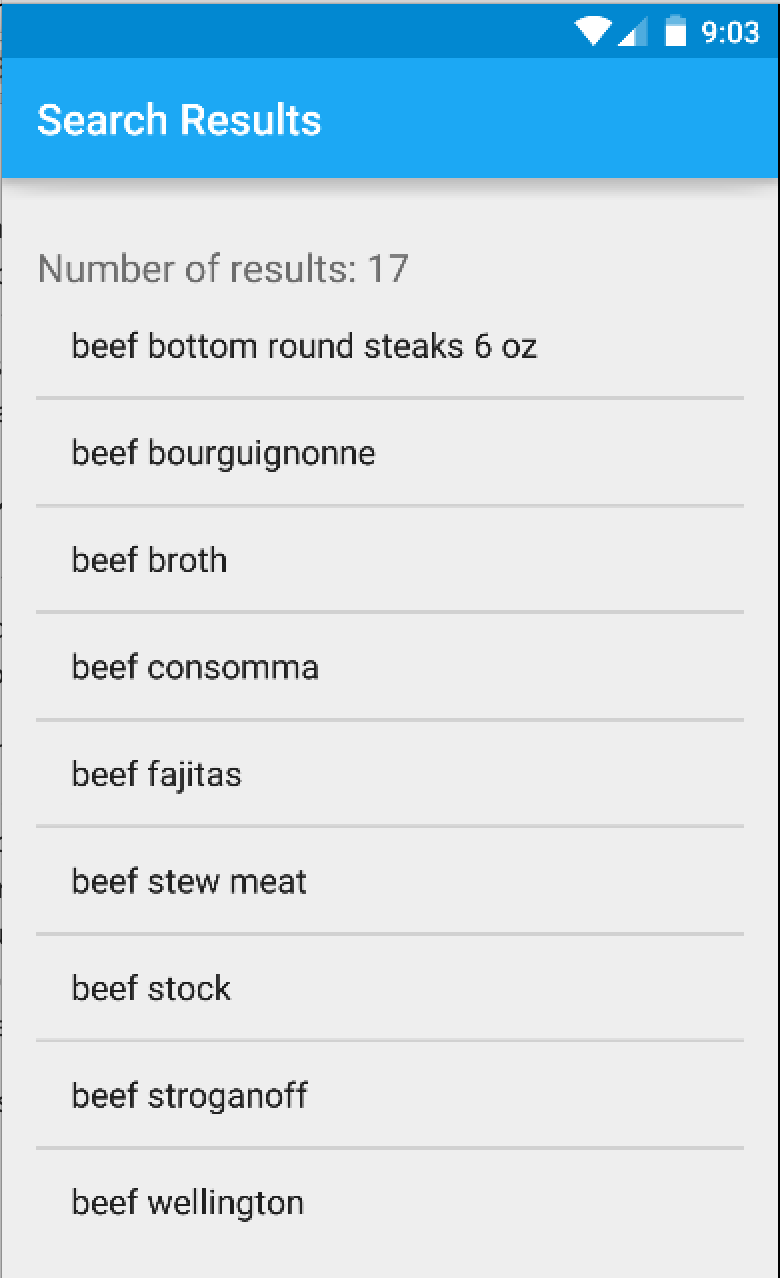 9:03
Search Results
Number of results: 17
beef bottom round steaks 6 oz
beef bourguignonne
beef broth
beef consomma
beef fajitas
beef stew meat
beef stock
beef stroganoff
beef wellington